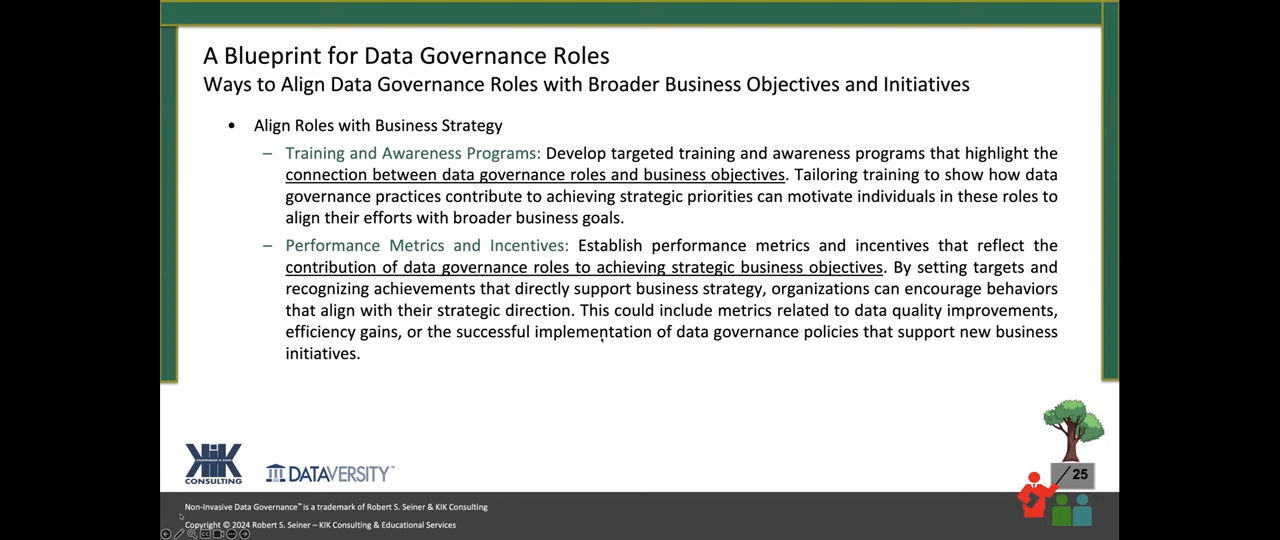 A Blueprint for Data Governance Roles
Ways to Align Data Governance Roles with Broader Business Objectives and Initiatives
• Align Roles with Business Strategy
– Training and Awareness Programs: Develop targeted training and awareness programs that highlight the
connection between data governance roles and business objectives. Tailoring training to show how data
governance practices contribute to achieving strategic priorities can motivate individuals in these roles to
align their efforts with broader business goals.
– Performance Metrics and Incentives: Establish performance metrics and incentives that reflect the
contribution of data governance roles to achieving strategic business objectives. By setting targets and
recognizing achievements that directly support business strategy, organizations can encourage behaviors
that align with their strategic direction. This could include metrics related to data quality improvements,
efficiency gains, or the successful implementation of data governance policies that support new business
initiatives.
KIK
CONSULTING
DATAVERSITY™
25
Non-Invasive Data Governance™ is a trademark of Robert S. Seiner & KIK Consulting
Copyright © 2024 Robert S. Seiner – KIK Consulting & Educational Services